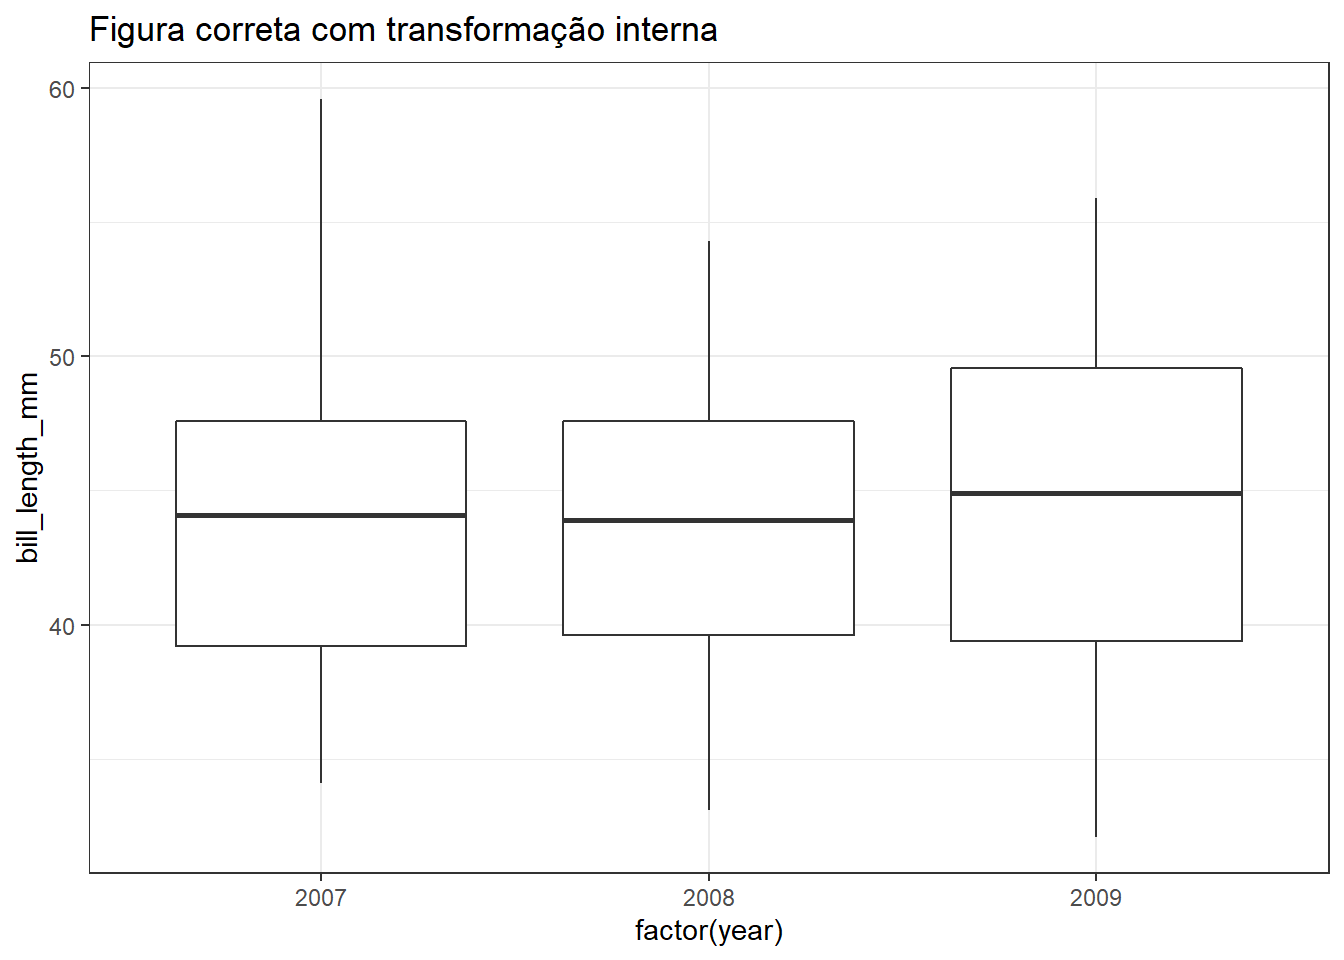 Figura correta com transformação interna
60
50
40
bill_length_mm
2007 2008 2009
factor(year)